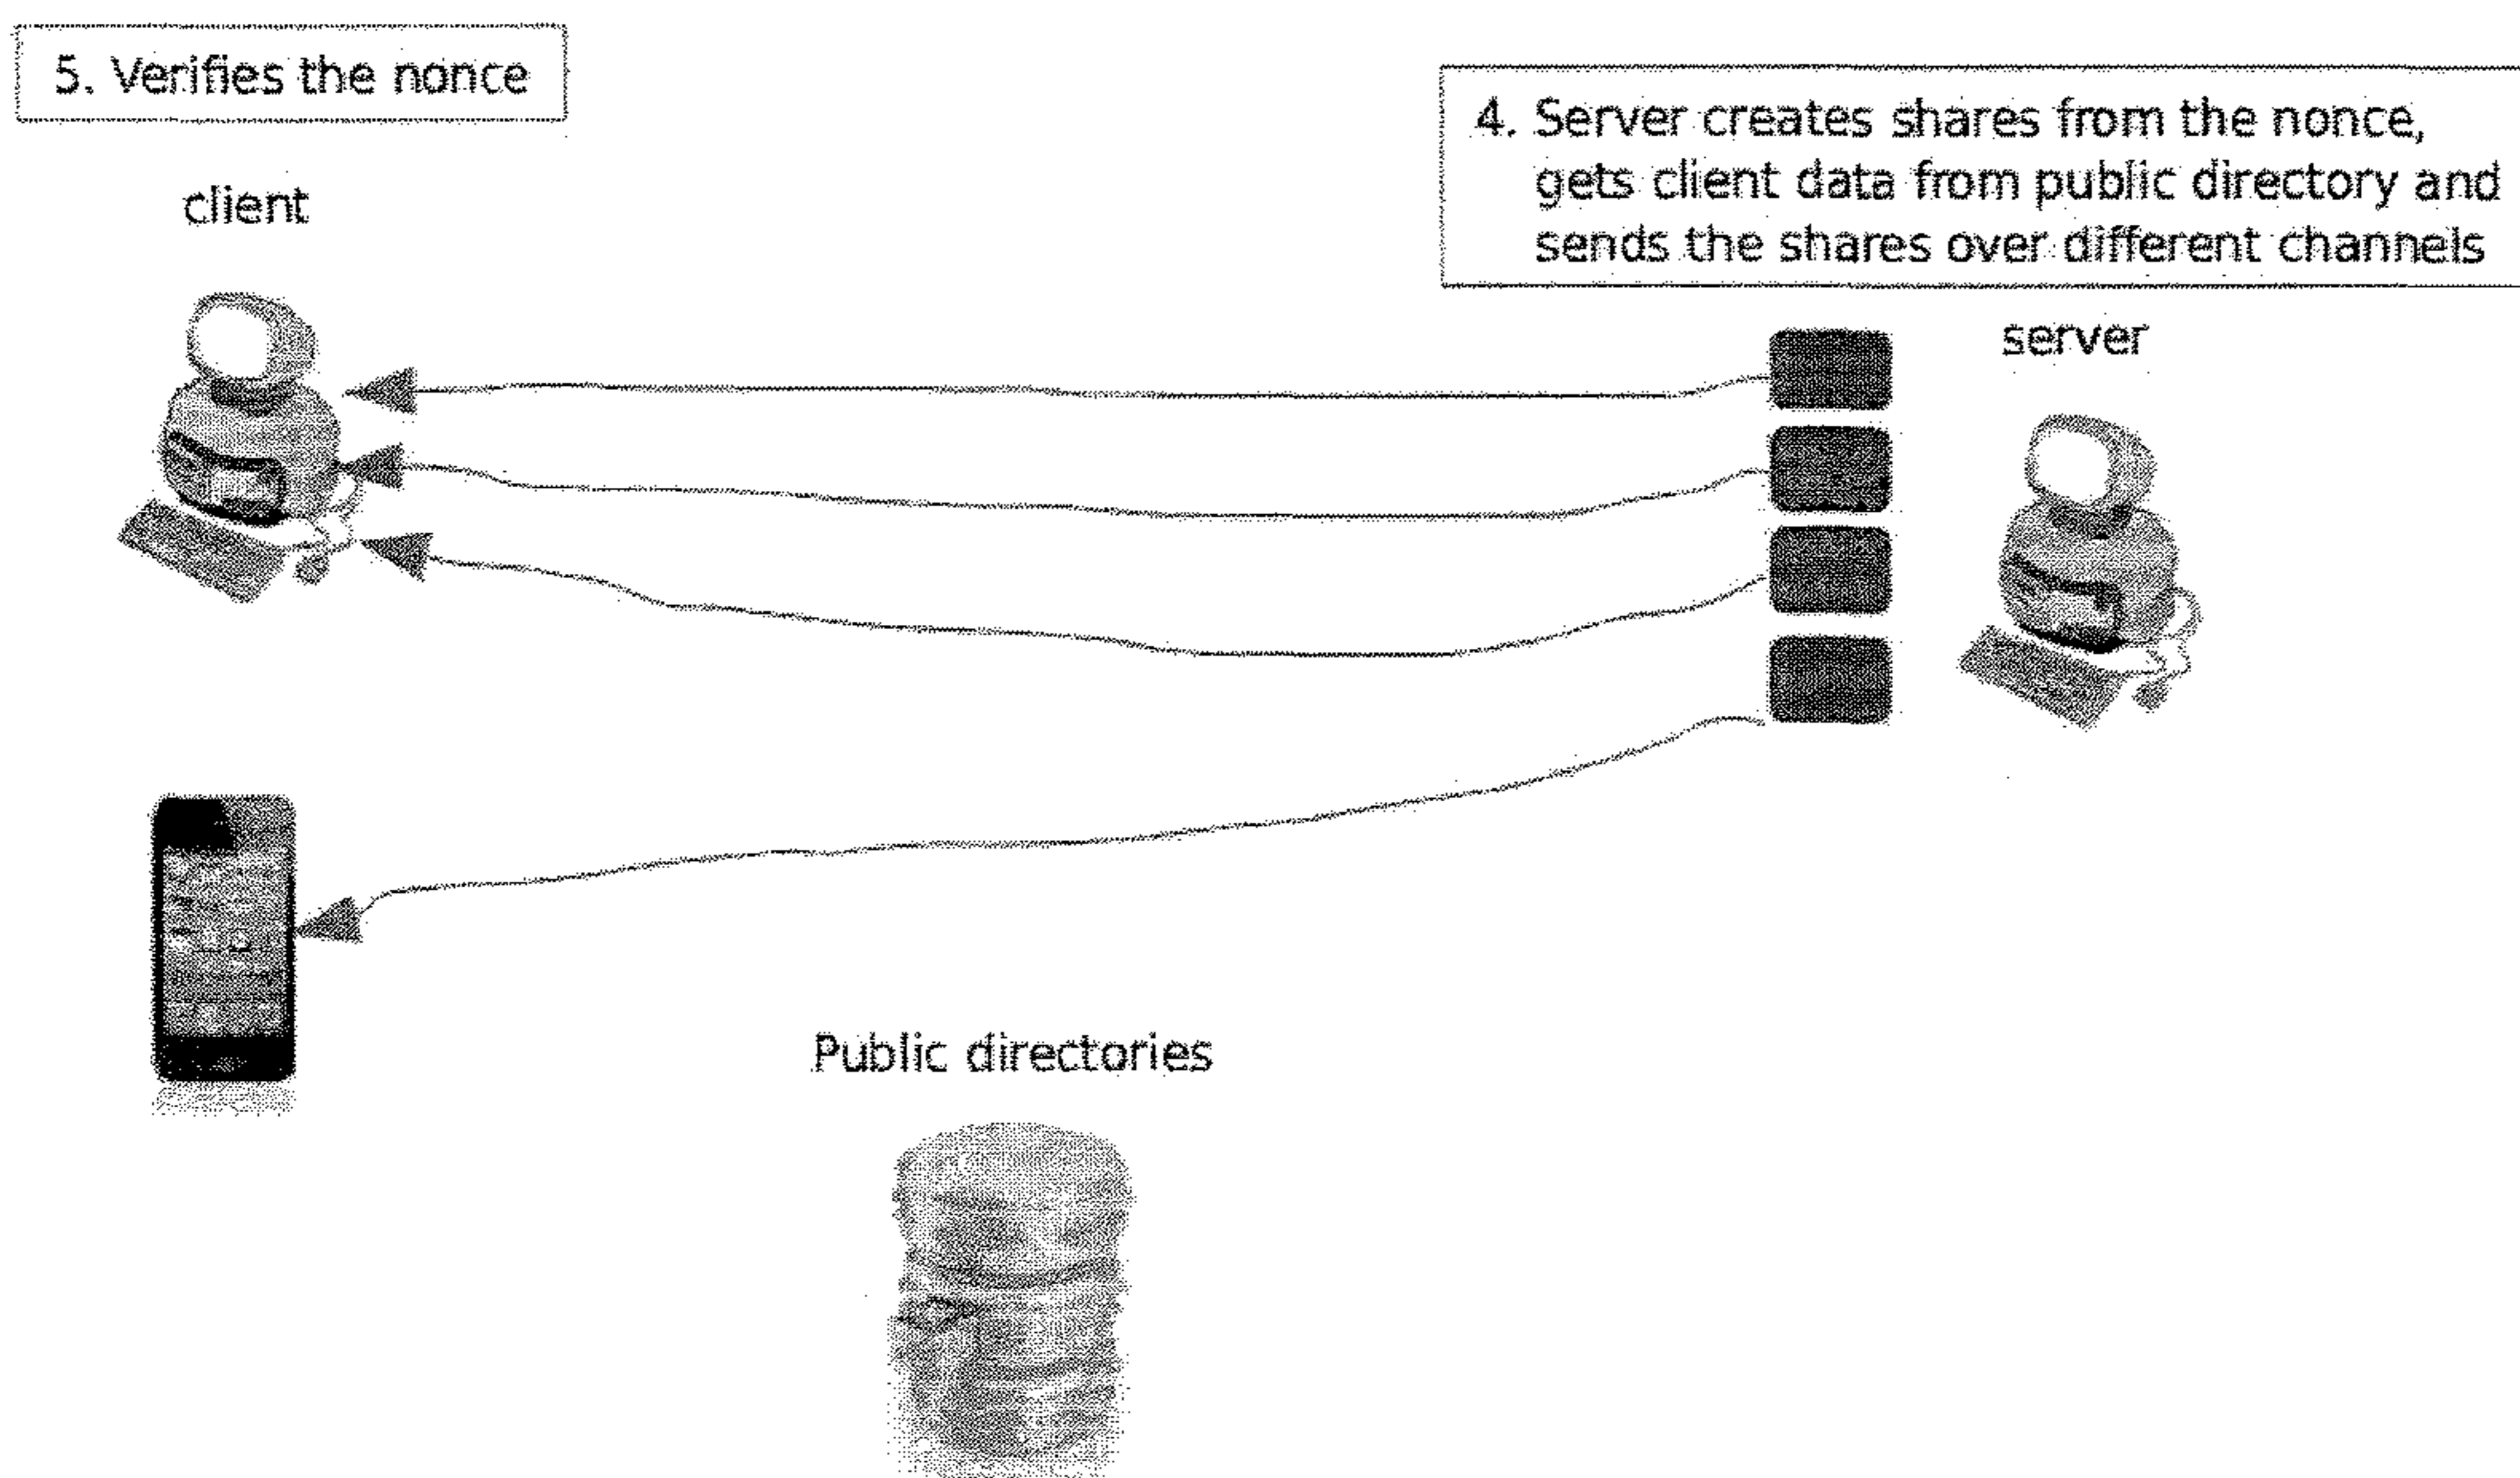 5. Verifies the nonce
4. Server creates shares from the nonce,
gets client data from public directory and
sends the shares over different channels
client
server
Public directories